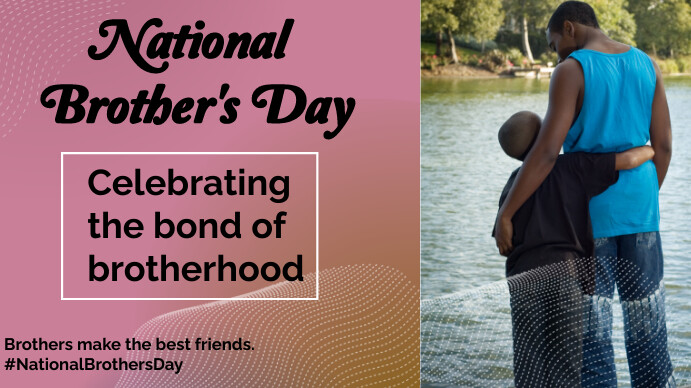 National
Brother's Day
Celebrating
the bond of
brotherhood
Brothers make the best friends.
#NationalBrothersDay